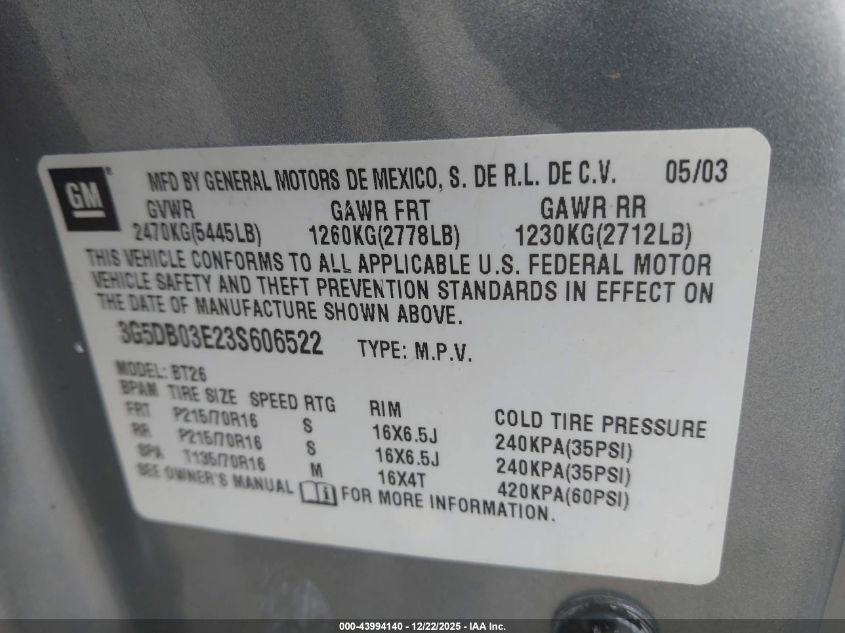 GM
MFD BY GENERAL MOTORS DE MEXICO, S. DE R.L. DE C.V. 05/03
GVWR GAWR FRT GAWR RR
2470KG(5445LB) 1260KG(2778LB) 1230KG(2712LB)
THIS VEHICLE CONFORMS TO ALL APPLICABLE U.S. FEDERAL MOTOR
VEHICLE SAFETY AND THEFT PREVENTION STANDARDS IN EFFECT ON
THE DATE OF MANUFACTURE SHOWN ABOVE.
3G5DB03E23S606522 TYPE: M.P.V.
MODEL: BT26
BPAM TIRE SIZE SPEED RTG RIM COLD TIRE PRESSURE
FRT P215/70R16 S 16X6.5J 240KPA(35PSI)
RR P215/70R16 S 16X6.5J 240KPA(35PSI)
SPA T135/70R16 M 16X4T 420KPA(60PSI)
SEE OWNER'S MANUAL FOR MORE INFORMATION.
000-43994140 - 12/22/2025 - IAA Inc.